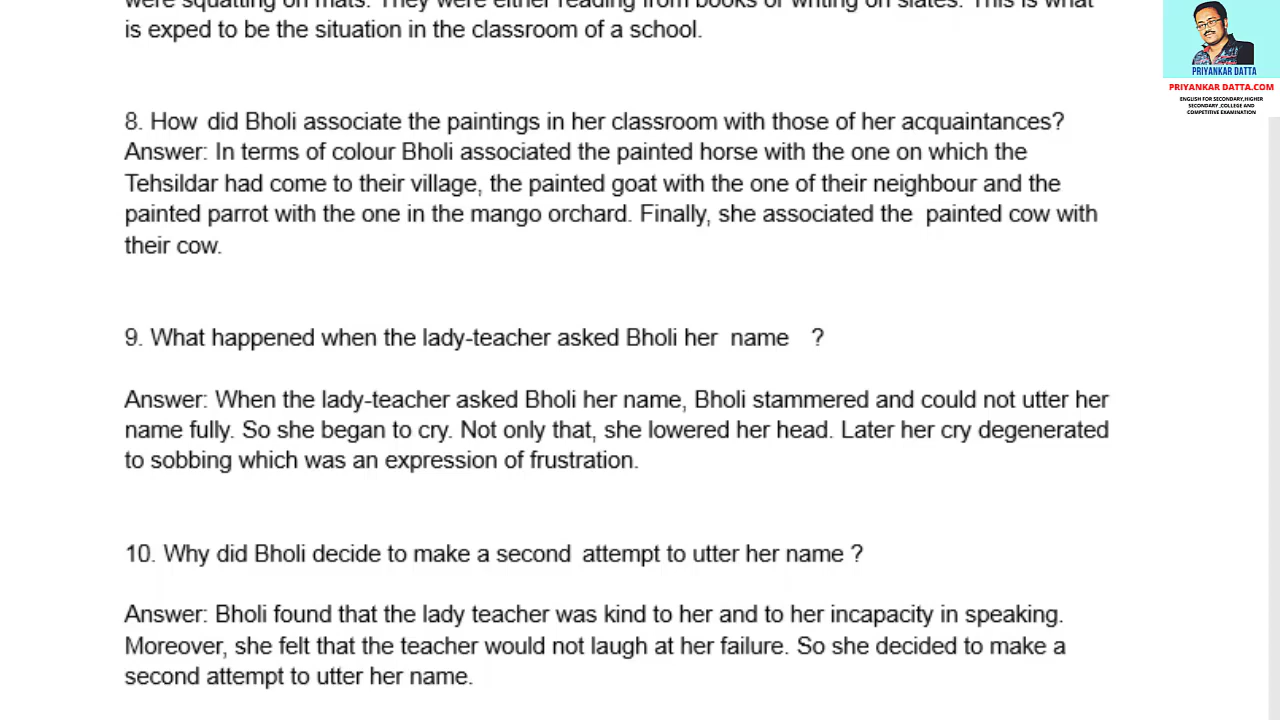 were squatting on mats. They were either reading from books or writing on slates. This is what
is exped to be the situation in the classroom of a school.
PRIYANKAR DATTA
PRIYANKAR DATTA.COM
ENGLISH FOR SECONDARY,HIGHER
SECONDARY ,COLLEGE AND
COMPETITIVE EXAMINATION
8. How did Bholi associate the paintings in her classroom with those of her acquaintances?
Answer: In terms of colour Bholi associated the painted horse with the one on which the
Tehsildar had come to their village, the painted goat with the one of their neighbour and the
painted parrot with the one in the mango orchard. Finally, she associated the painted cow with
their cow.
9. What happened when the lady-teacher asked Bholi her name ?
Answer: When the lady-teacher asked Bholi her name, Bholi stammered and could not utter her
name fully. So she began to cry. Not only that, she lowered her head. Later her cry degenerated
to sobbing which was an expression of frustration.
10. Why did Bholi decide to make a second attempt to utter her name ?
Answer: Bholi found that the lady teacher was kind to her and to her incapacity in speaking.
Moreover, she felt that the teacher would not laugh at her failure. So she decided to make a
second attempt to utter her name.